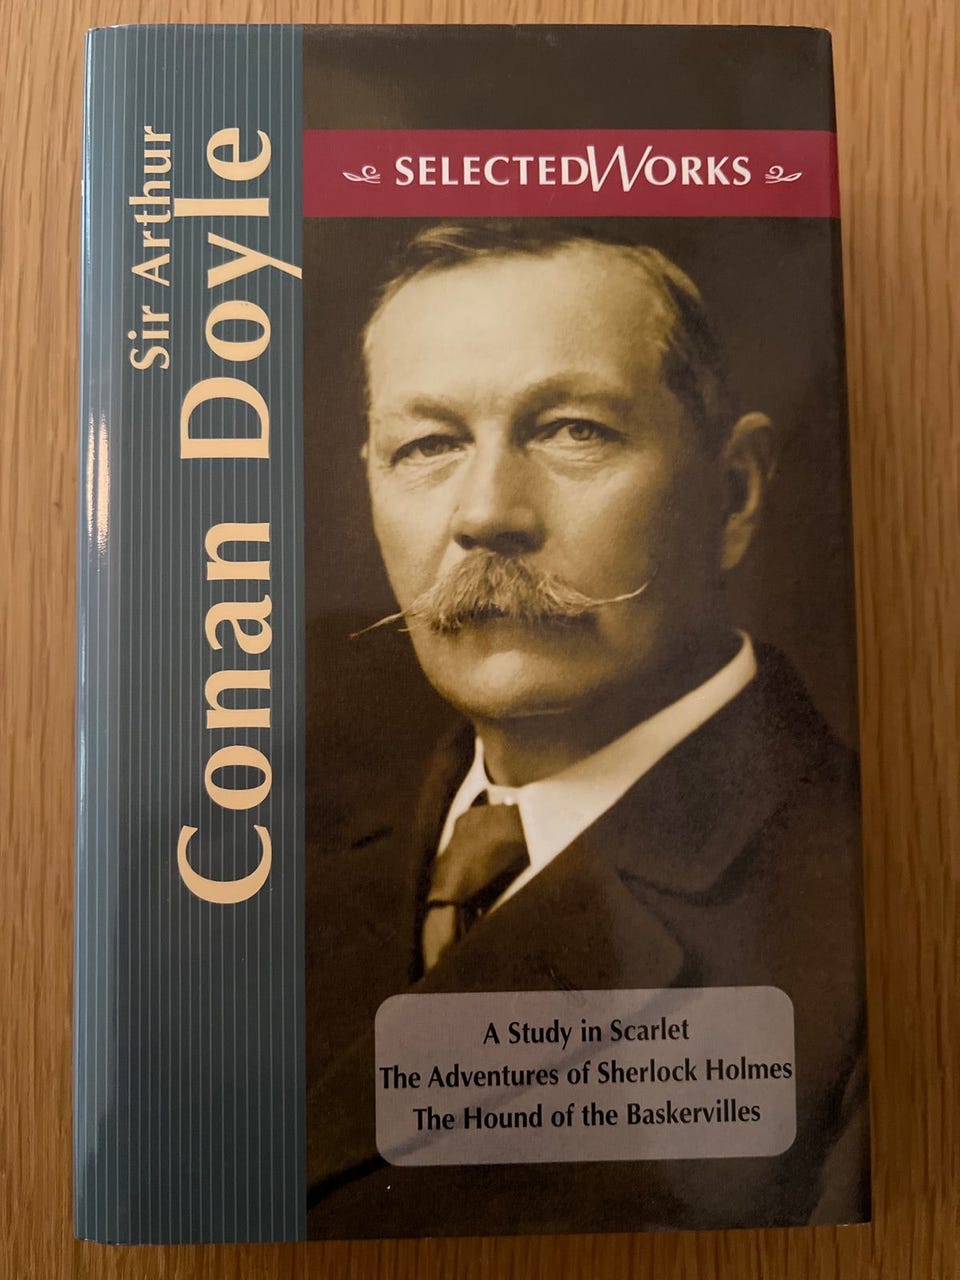 Sir Arthur
Conan Doyle
SELECTEDWORKS
A Study in Scarlet
The Adventures of Sherlock Holmes
The Hound of the Baskervilles